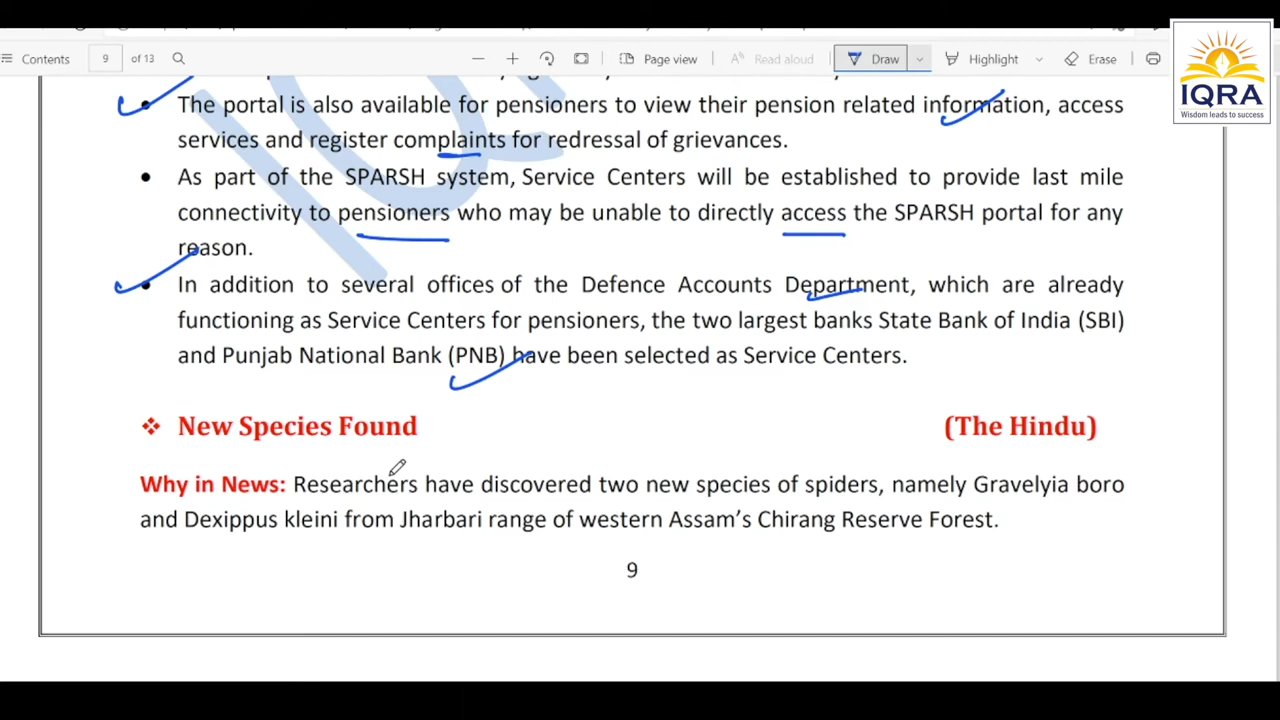 Contents
9
of 13
Page view
Read aloud
Draw
Highlight
Erase
IQRA
Wisdom leads to success
• The portal is also available for pensioners to view their pension related information, access
services and register complaints for redressal of grievances.
• As part of the SPARSH system, Service Centers will be established to provide last mile
connectivity to pensioners who may be unable to directly access the SPARSH portal for any
reason.
• In addition to several offices of the Defence Accounts Department, which are already
functioning as Service Centers for pensioners, the two largest banks State Bank of India (SBI)
and Punjab National Bank (PNB) have been selected as Service Centers.
❖ New Species Found (The Hindu)
Why in News: Researchers have discovered two new species of spiders, namely Gravelyia boro
and Dexippus kleini from Jharbari range of western Assam's Chirang Reserve Forest.
9